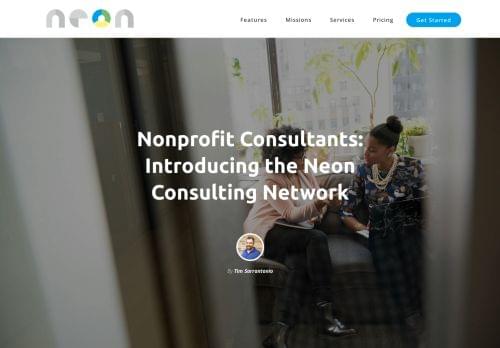 neon
Features
Missions
Services
Pricing
Get Started
Nonprofit Consultants:
Introducing the Neon
Consulting Network
By Tim Sarrantonio